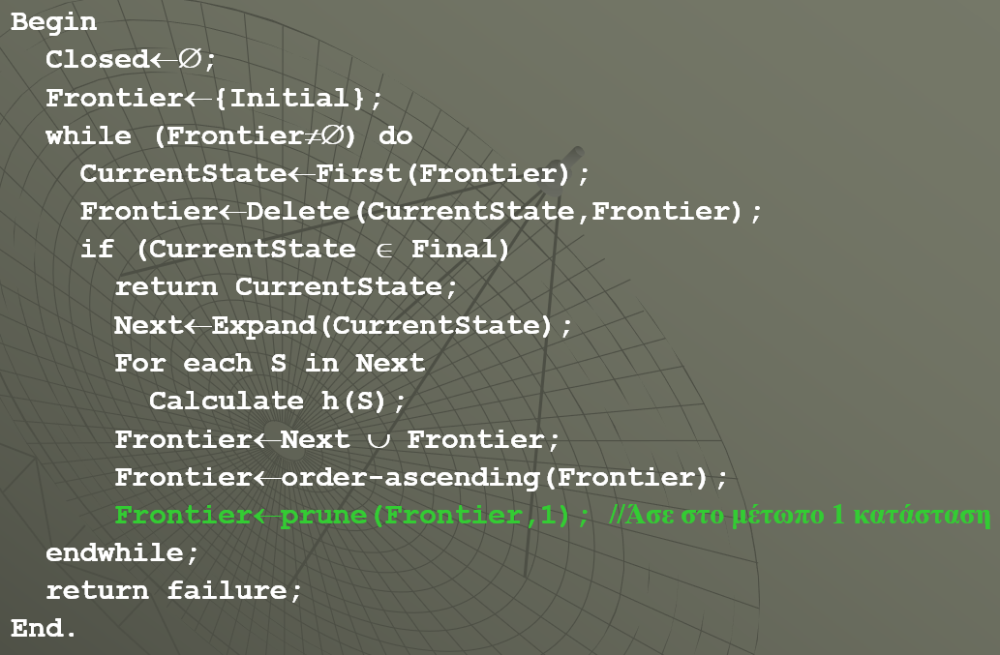 Begin
Closed←∅;
Frontier←{Initial};
while (Frontier≠∅) do
CurrentState←First(Frontier);
Frontier←Delete(CurrentState,Frontier);
if (CurrentState ∈ Final)
return CurrentState;
Next←Expand(CurrentState);
For each S in Next
Calculate h(S);
Frontier←Next ∪ Frontier;
Frontier←order-ascending(Frontier);
Frontier←prune(Frontier,1); //Άσε στο μέτωπο 1 κατάσταση
endwhile;
return failure;
End.